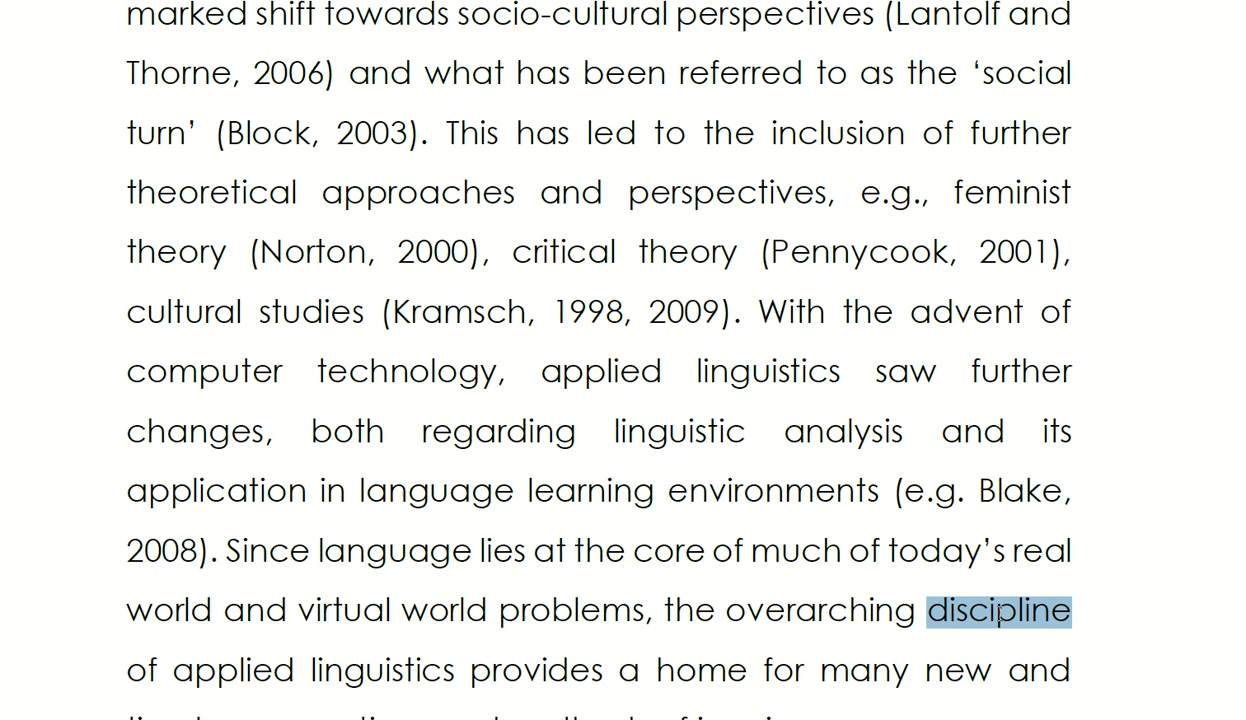 marked shift towards socio-cultural perspectives (Lantolf and
Thorne, 2006) and what has been referred to as the ‘social
turn’ (Block, 2003). This has led to the inclusion of further
theoretical approaches and perspectives, e.g., feminist
theory (Norton, 2000), critical theory (Pennycook, 2001),
cultural studies (Kramsch, 1998, 2009). With the advent of
computer technology, applied linguistics saw further
changes, both regarding linguistic analysis and its
application in language learning environments (e.g. Blake,
2008). Since language lies at the core of much of today’s real
world and virtual world problems, the overarching discipline
of applied linguistics provides a home for many new and